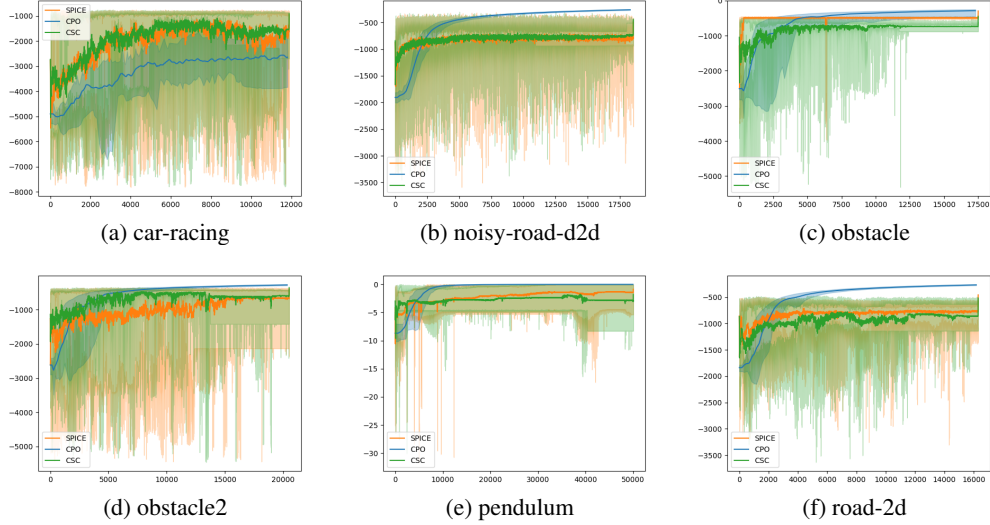 -1000
-2000
-3000
-4000
-5000
-6000
-7000
-8000
SPICE
CPO
CSC
0 2000 4000 6000 8000 10000 12000
(a) car-racing
-500
-1000
-1500
-2000
-2500
-3000
-3500
SPICE
CPO
CSC
0 2500 5000 7500 10000 12500 15000 17500
(b) noisy-road-d2d
0
-1000
-2000
-3000
-4000
-5000
SPICE
CPO
CSC
0 2500 5000 7500 10000 12500 15000 17500
(c) obstacle
-1000
-2000
-3000
-4000
-5000
SPICE
CPO
CSC
0 5000 10000 15000 20000
(d) obstacle2
0
-5
-10
-15
-20
-25
-30
SPICE
CPO
CSC
0 10000 20000 30000 40000 50000
(e) pendulum
-500
-1000
-1500
-2000
-2500
-3000
-3500
SPICE
CPO
CSC
0 2000 4000 6000 8000 10000 12000 14000 16000
(f) road-2d